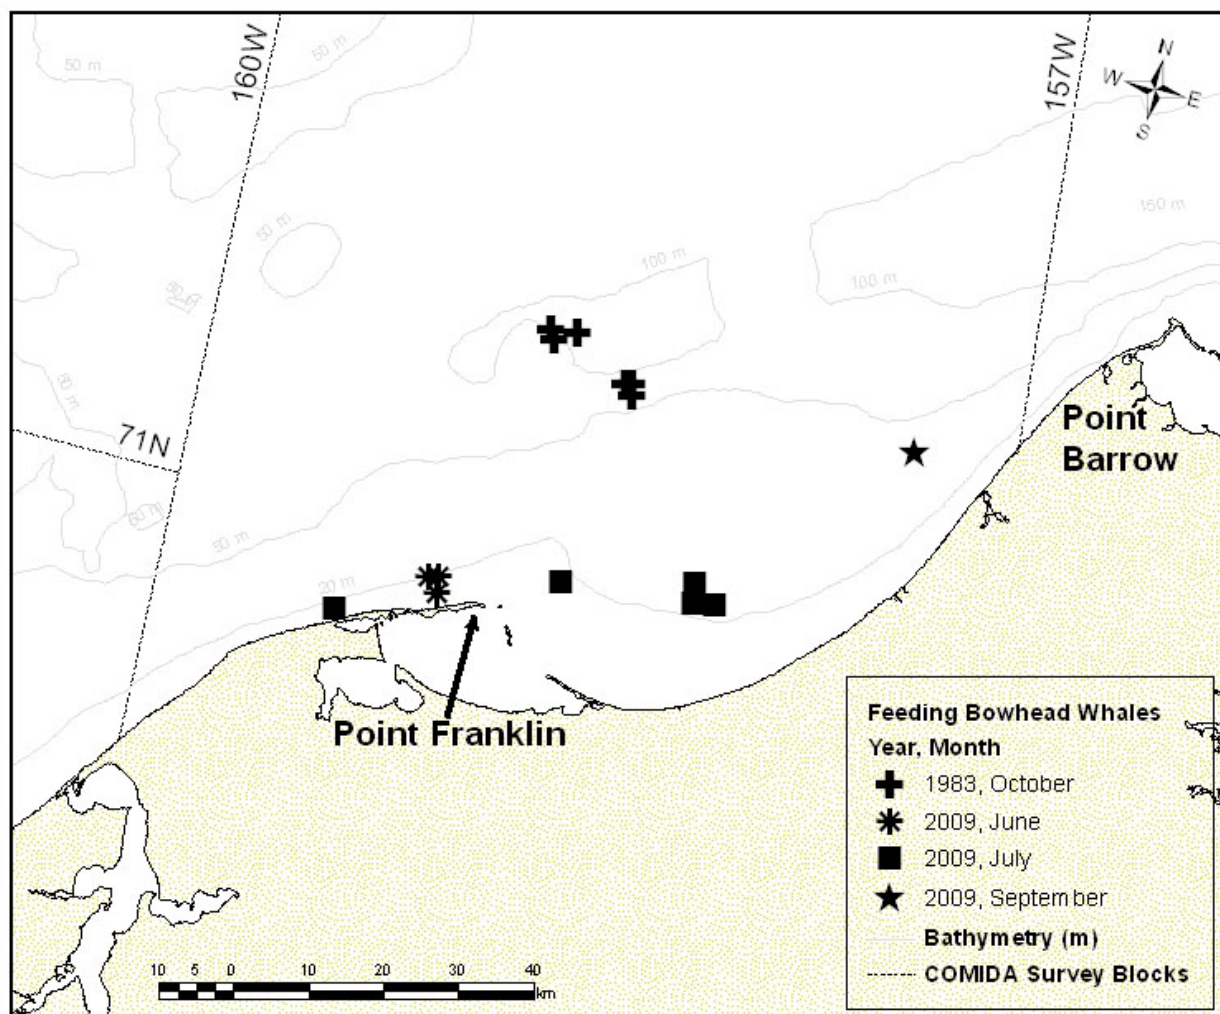 160W
50 m
50 m
157W
N
W
E
S
50 m
150 m
100 m
100 m
50 m
50 m
71N
Point
Barrow
50 m
50 m
20 m
Point Franklin
Feeding Bowhead Whales
Year, Month
1983, October
2009, June
2009, July
2009, September
Bathymetry (m)
COMIDA Survey Blocks
10 5 0 10 20 30 40
km